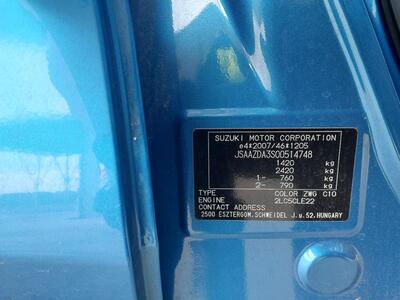 SUZUKI MOTOR CORPORATION
e4*2007/46*1205
JSAAZDA3S00514748
1420 kg
2420 kg
1- 760 kg
2- 790 kg
TYPE COLOR ZWG C10
ENGINE 2LC5CLE22
CONTACT ADDRESS
2500 ESZTERGOM.SCHWEIDEL J.u.52.HUNGARY